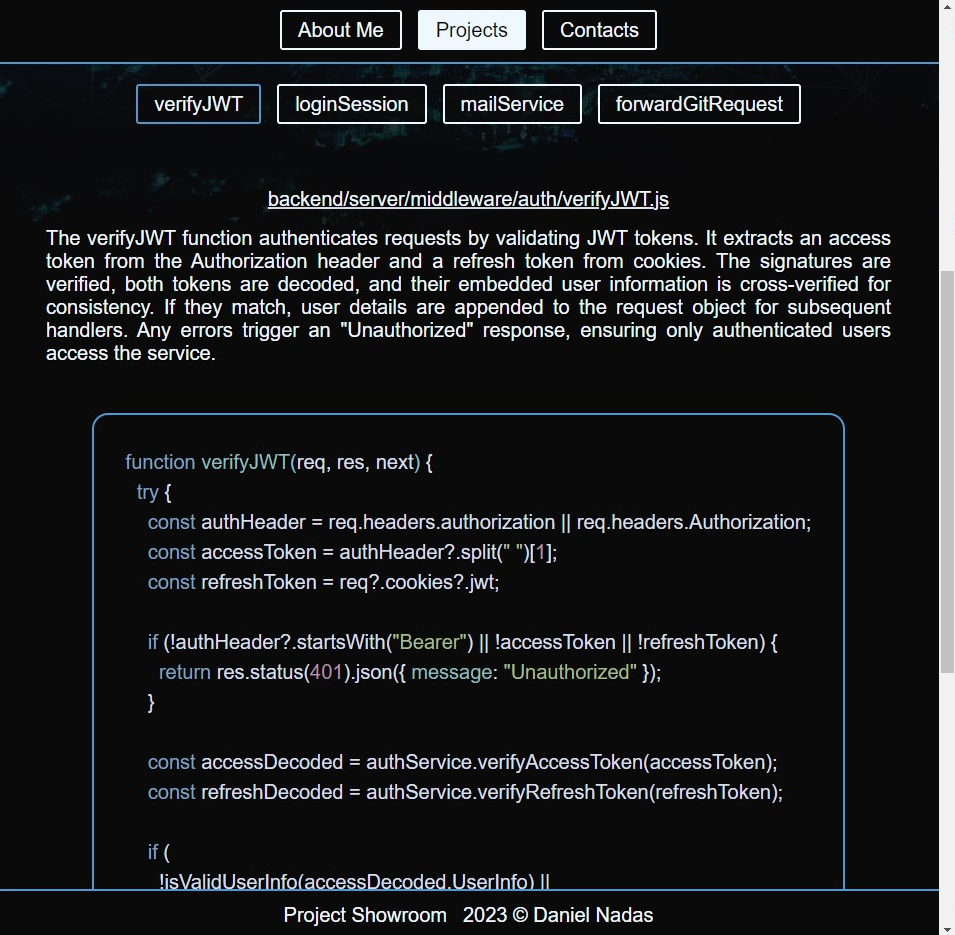 About Me Projects Contacts
verifyJWT loginSession mailService forwardGitRequest
backend/server/middleware/auth/verifyJWT.js
The verifyJWT function authenticates requests by validating JWT tokens. It extracts an access
token from the Authorization header and a refresh token from cookies. The signatures are
verified, both tokens are decoded, and their embedded user information is cross-verified for
consistency. If they match, user details are appended to the request object for subsequent
handlers. Any errors trigger an "Unauthorized" response, ensuring only authenticated users
access the service.
function verifyJWT(req, res, next) {
try {
const authHeader = req.headers.authorization || req.headers.Authorization;
const accessToken = authHeader?.split(" ")[1];
const refreshToken = req?.cookies?.jwt;
if (!authHeader?.startsWith("Bearer") || !accessToken || !refreshToken) {
return res.status(401).json({ message: "Unauthorized" });
}
const accessDecoded = authService.verifyAccessToken(accessToken);
const refreshDecoded = authService.verifyRefreshToken(refreshToken);
if (
!isValidUserInfo(accessDecoded.UserInfo) ||
Project Showroom 2023 © Daniel Nadas